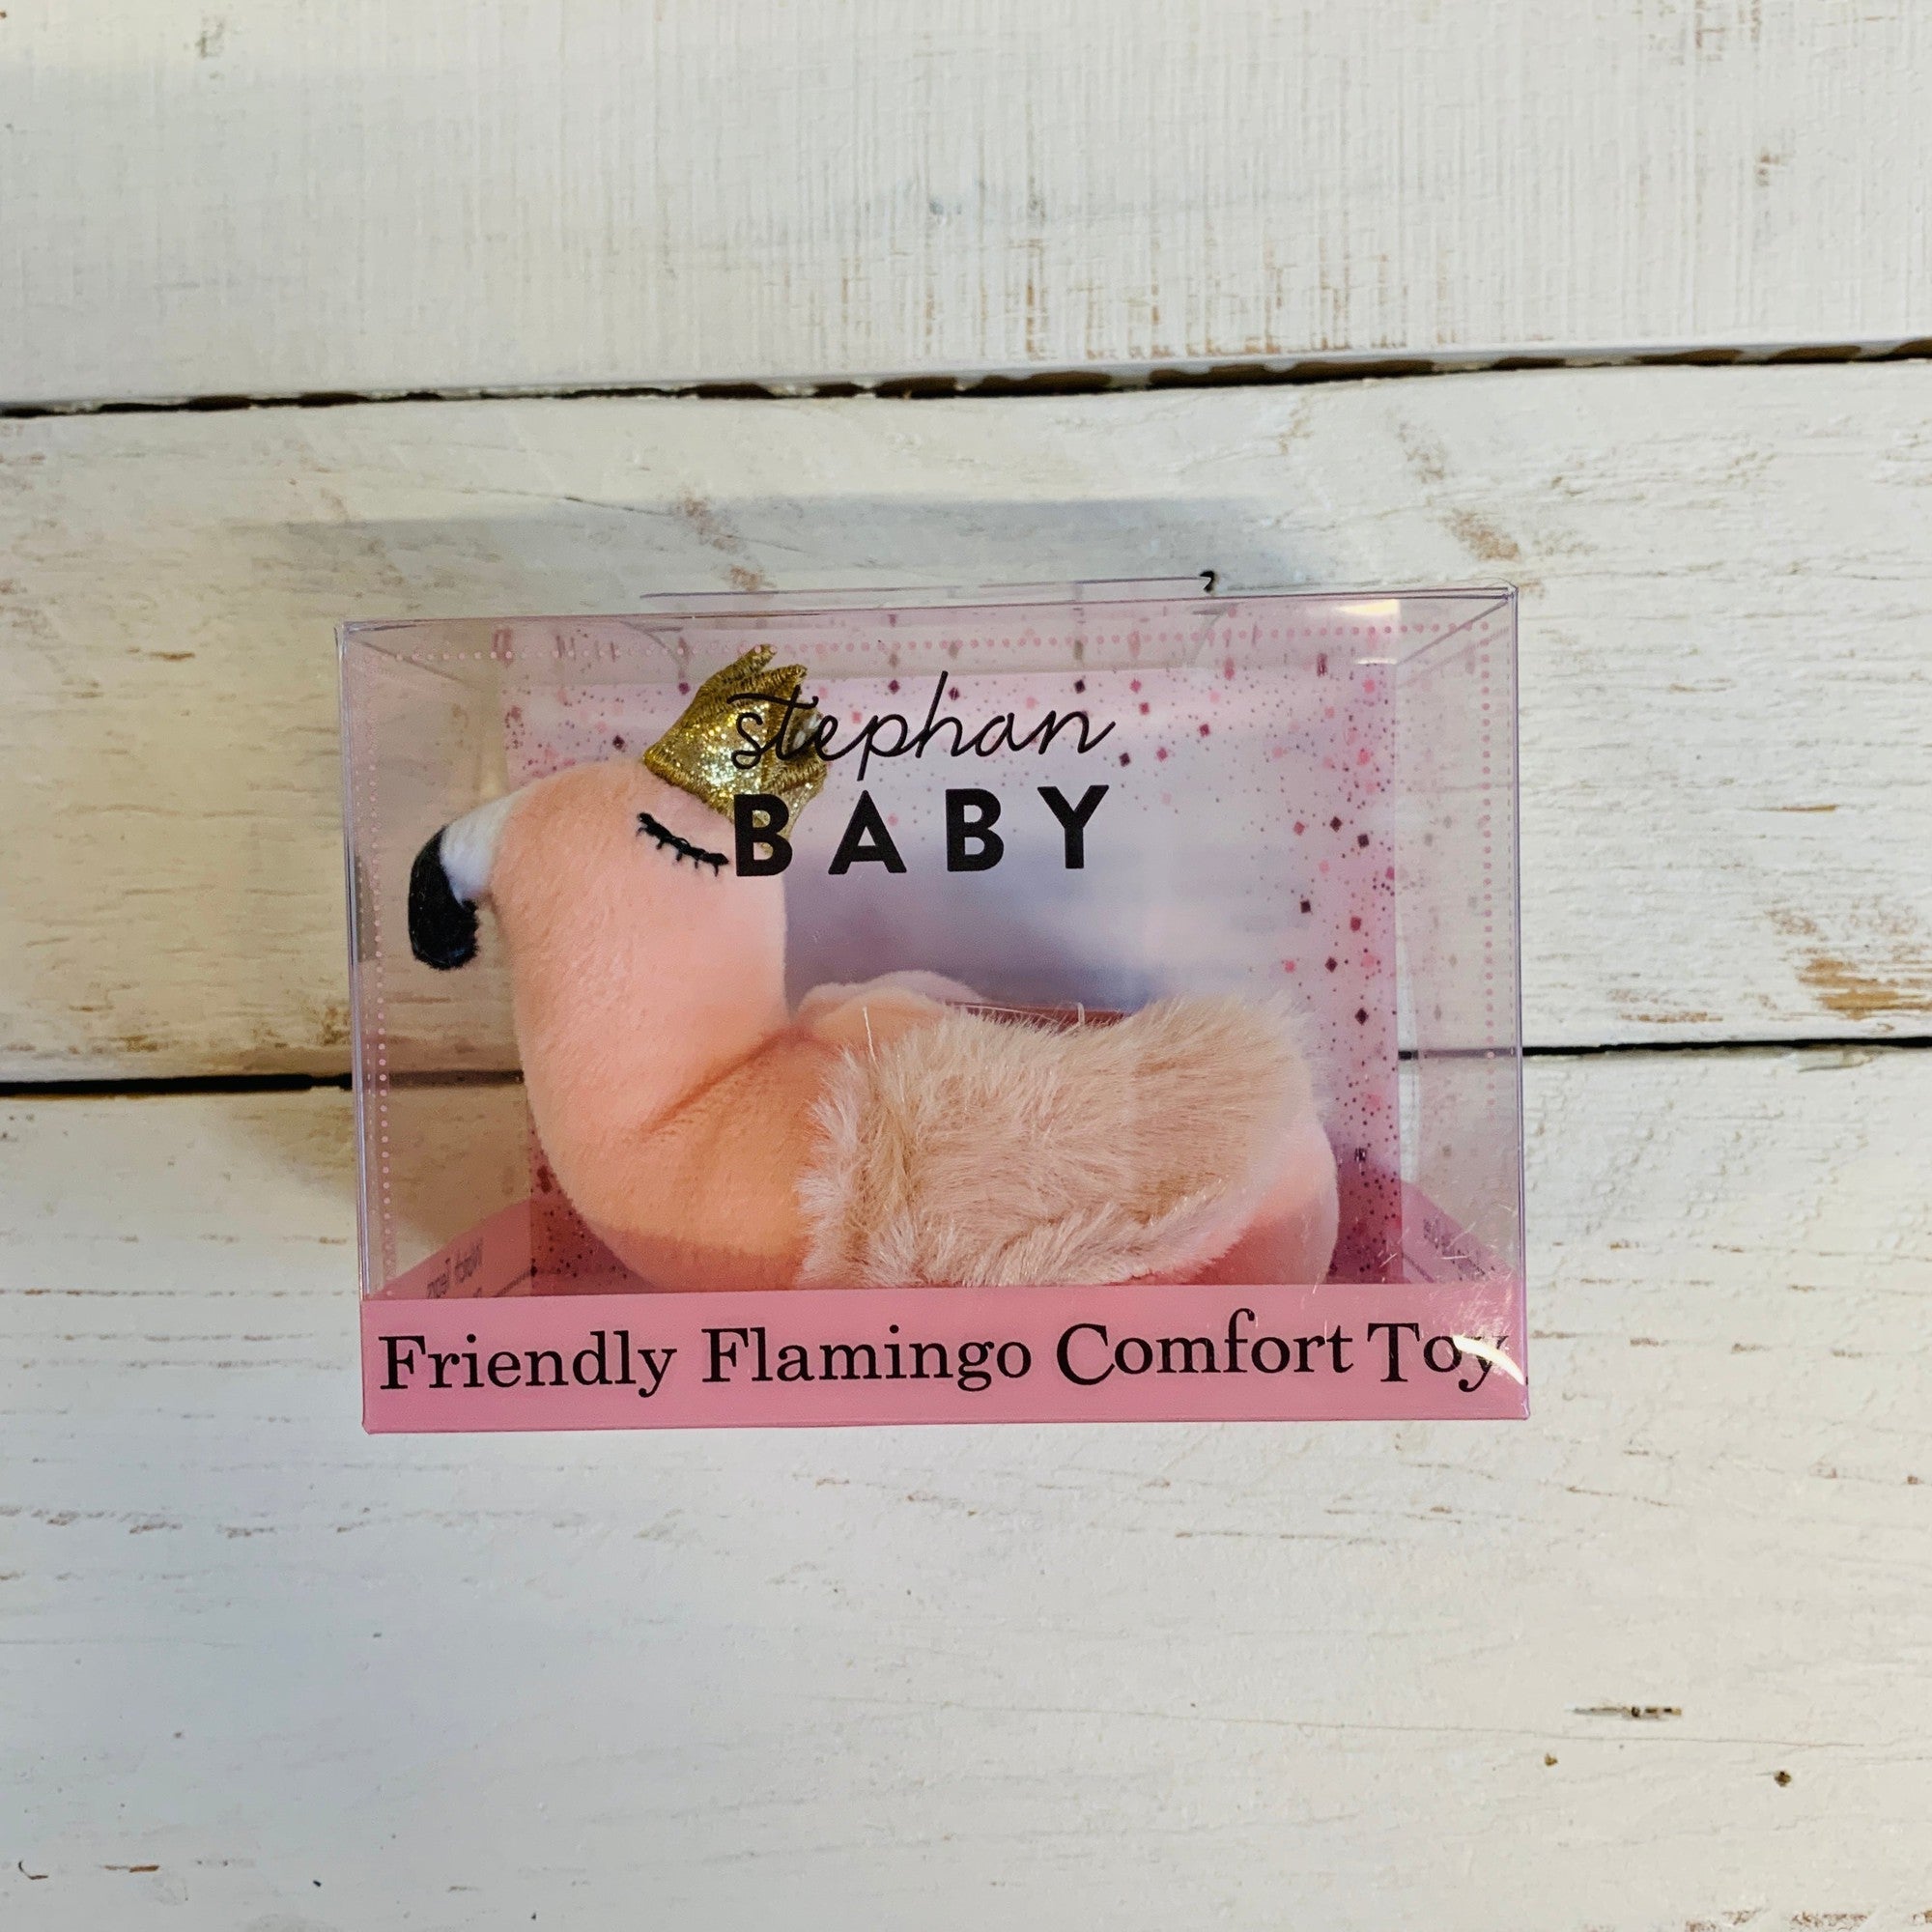 stephan
BABY
Friendly Flamingo Comfort Toy